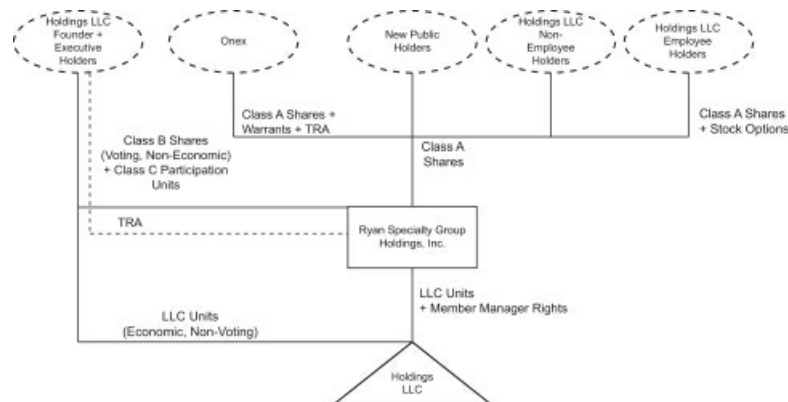 Holdings LLC
Founder +
Executive
Holders
Onex
New Public
Holders
Holdings LLC
Non-
Employee
Holders
Holdings LLC
Employee
Holders
Class A Shares +
Warrants + TRA
Class A Shares
+ Stock Options
Class B Shares
(Voting, Non-Economic)
+ Class C Participation
Units
Class A
Shares
TRA
Ryan Specialty Group
Holdings, Inc.
LLC Units
+ Member Manager Rights
LLC Units
(Economic, Non-Voting)
Holdings
LLC